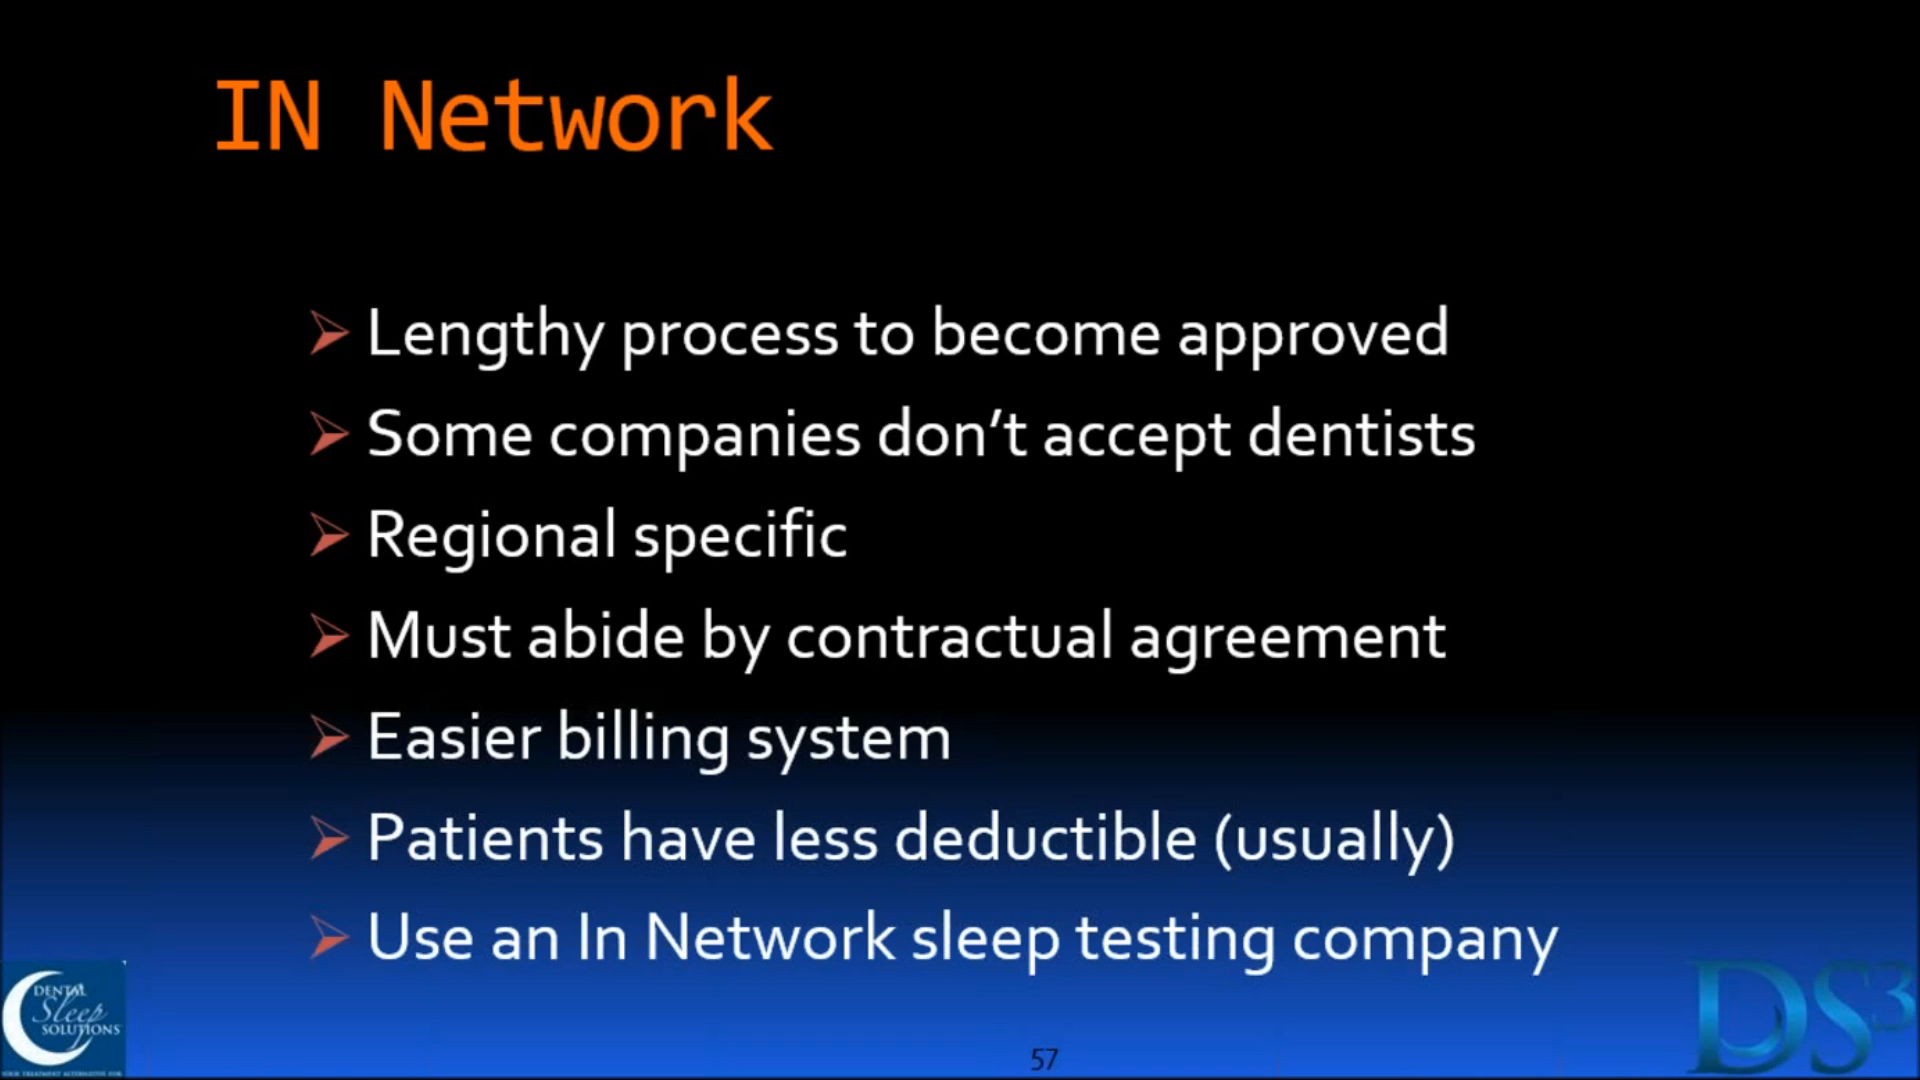 IN Network
Lengthy process to become approved
Some companies don’t accept dentists
Regional specific
Must abide by contractual agreement
Easier billing system
Patients have less deductible (usually)
Use an In Network sleep testing company
DENTAL
Sleep
SOLUTIONS
DS3
57